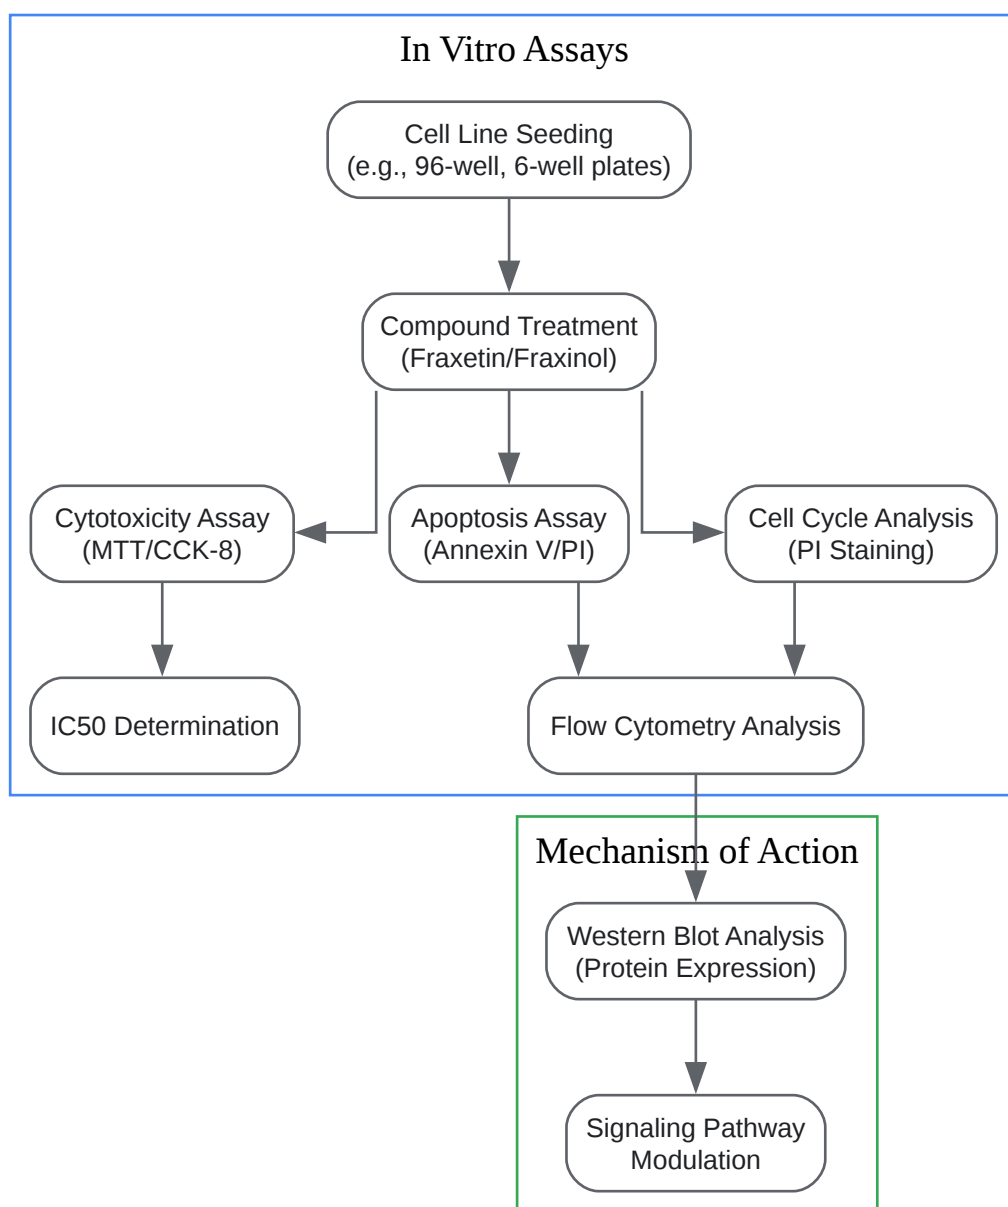 In Vitro Assays
Cell Line Seeding
(e.g., 96-well, 6-well plates)
Compound Treatment
(Fraxetin/Fraxinol)
Cytotoxicity Assay
(MTT/CCK-8)
Apoptosis Assay
(Annexin V/PI)
Cell Cycle Analysis
(PI Staining)
IC50 Determination
Flow Cytometry Analysis
Mechanism of Action
Western Blot Analysis
(Protein Expression)
Signaling Pathway
Modulation